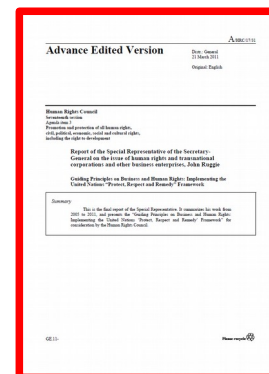 A/HRC/17/31
Advance Edited Version
Distr.: General
21 March 2011
Original: English
Human Rights Council
Seventeenth session
Agenda item 3
Promotion and protection of all human rights,
civil, political, economic, social and cultural rights,
including the right to development
Report of the Special Representative of the Secretary-
General on the issue of human rights and transnational
corporations and other business enterprises, John Ruggie
Guiding Principles on Business and Human Rights: Implementing the
United Nations “Protect, Respect and Remedy” Framework
Summary
This is the final report of the Special Representative. It summarizes his work from
2005 to 2011, and presents the “Guiding Principles on Business and Human Rights:
Implementing the United Nations “Protect, Respect and Remedy” Framework” for
consideration by the Human Rights Council.
GE.11-
Please recycle